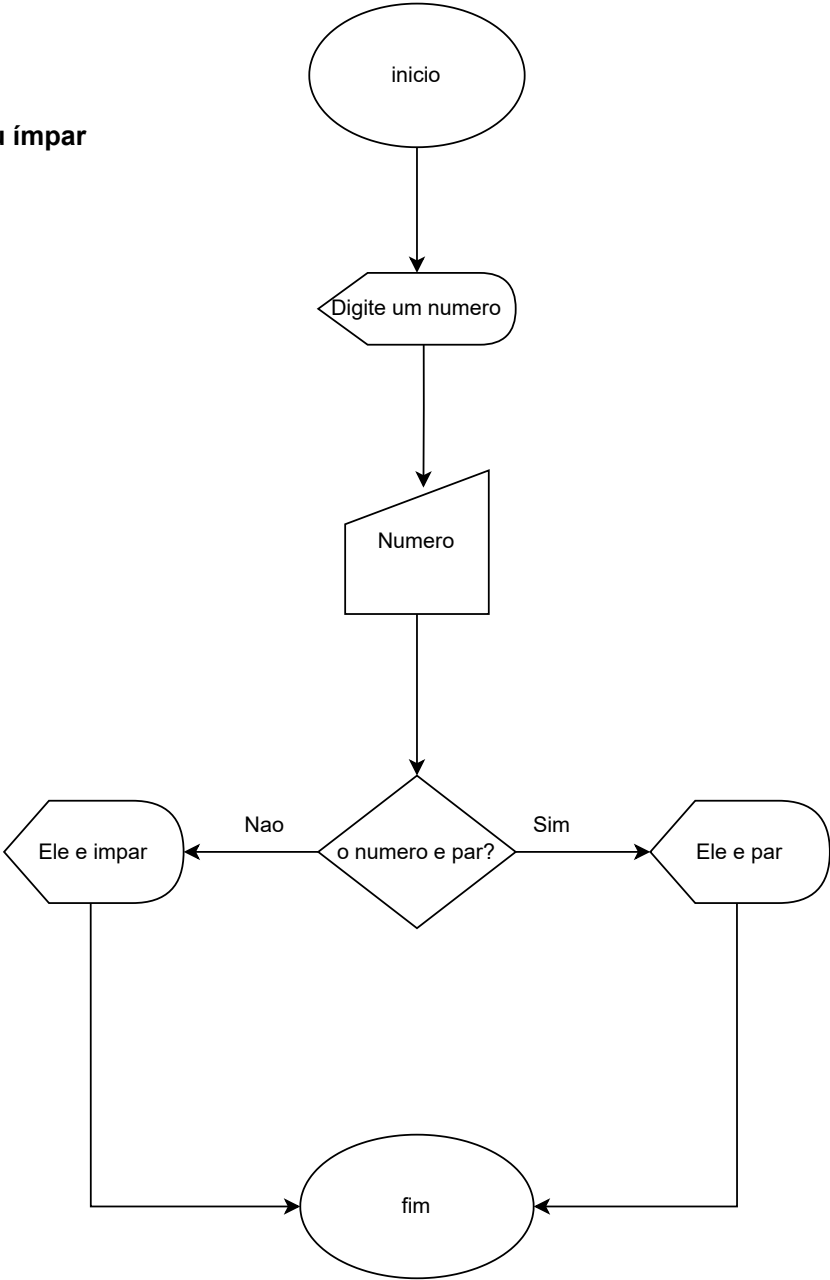 inicio
ímpar
Digite um numero
Numero
Nao
Sim
Ele e impar
o numero e par?
Ele e par
fim